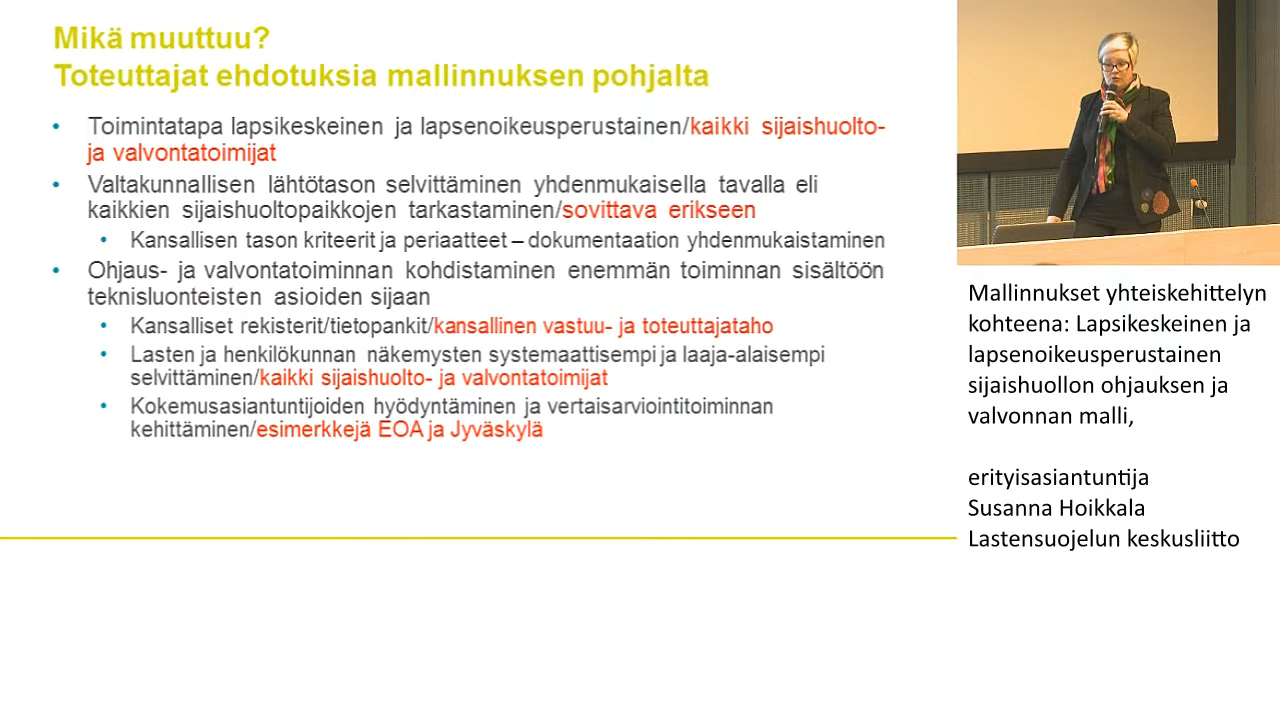 Mikä muuttuu?
Toteuttajat ehdotuksia mallinnuksen pohjalta
• Toimintatapa lapsikeskeinen ja lapsenoikeusperustainen/kaikki sijaishuolto-
ja valvontatoimijat
• Valtakunnallisen lähtötason selvittäminen yhdenmukaisella tavalla eli
kaikkien sijaishuoltopaikkojen tarkastaminen/sovittava erikseen
• Kansallisen tason kriteerit ja periaatteet – dokumentaation yhdenmukaistaminen
• Ohjaus- ja valvontatoiminnan kohdistaminen enemmän toiminnan sisältöön
teknisluonteisten asioiden sijaan
• Kansalliset rekisterit/tietopankit/kansallinen vastuu- ja toteuttajataho
• Lasten ja henkilökunnan näkemysten systemaattisempi ja laaja-alaisempi
selvittäminen/kaikki sijaishuolto- ja valvontatoimijat
• Kokemusasiantuntijoiden hyödyntäminen ja vertaisarviointitoiminnan
kehittäminen/esimerkkejä EOA ja Jyväskylä
Mallinnukset yhteiskehittelyn
kohteena: Lapsikeskeinen ja
lapsenoikeusperustainen
sijaishuollon ohjauksen ja
valvonnan malli,
erityisasiantuntija
Susanna Hoikkala
Lastensuojelun keskusliitto